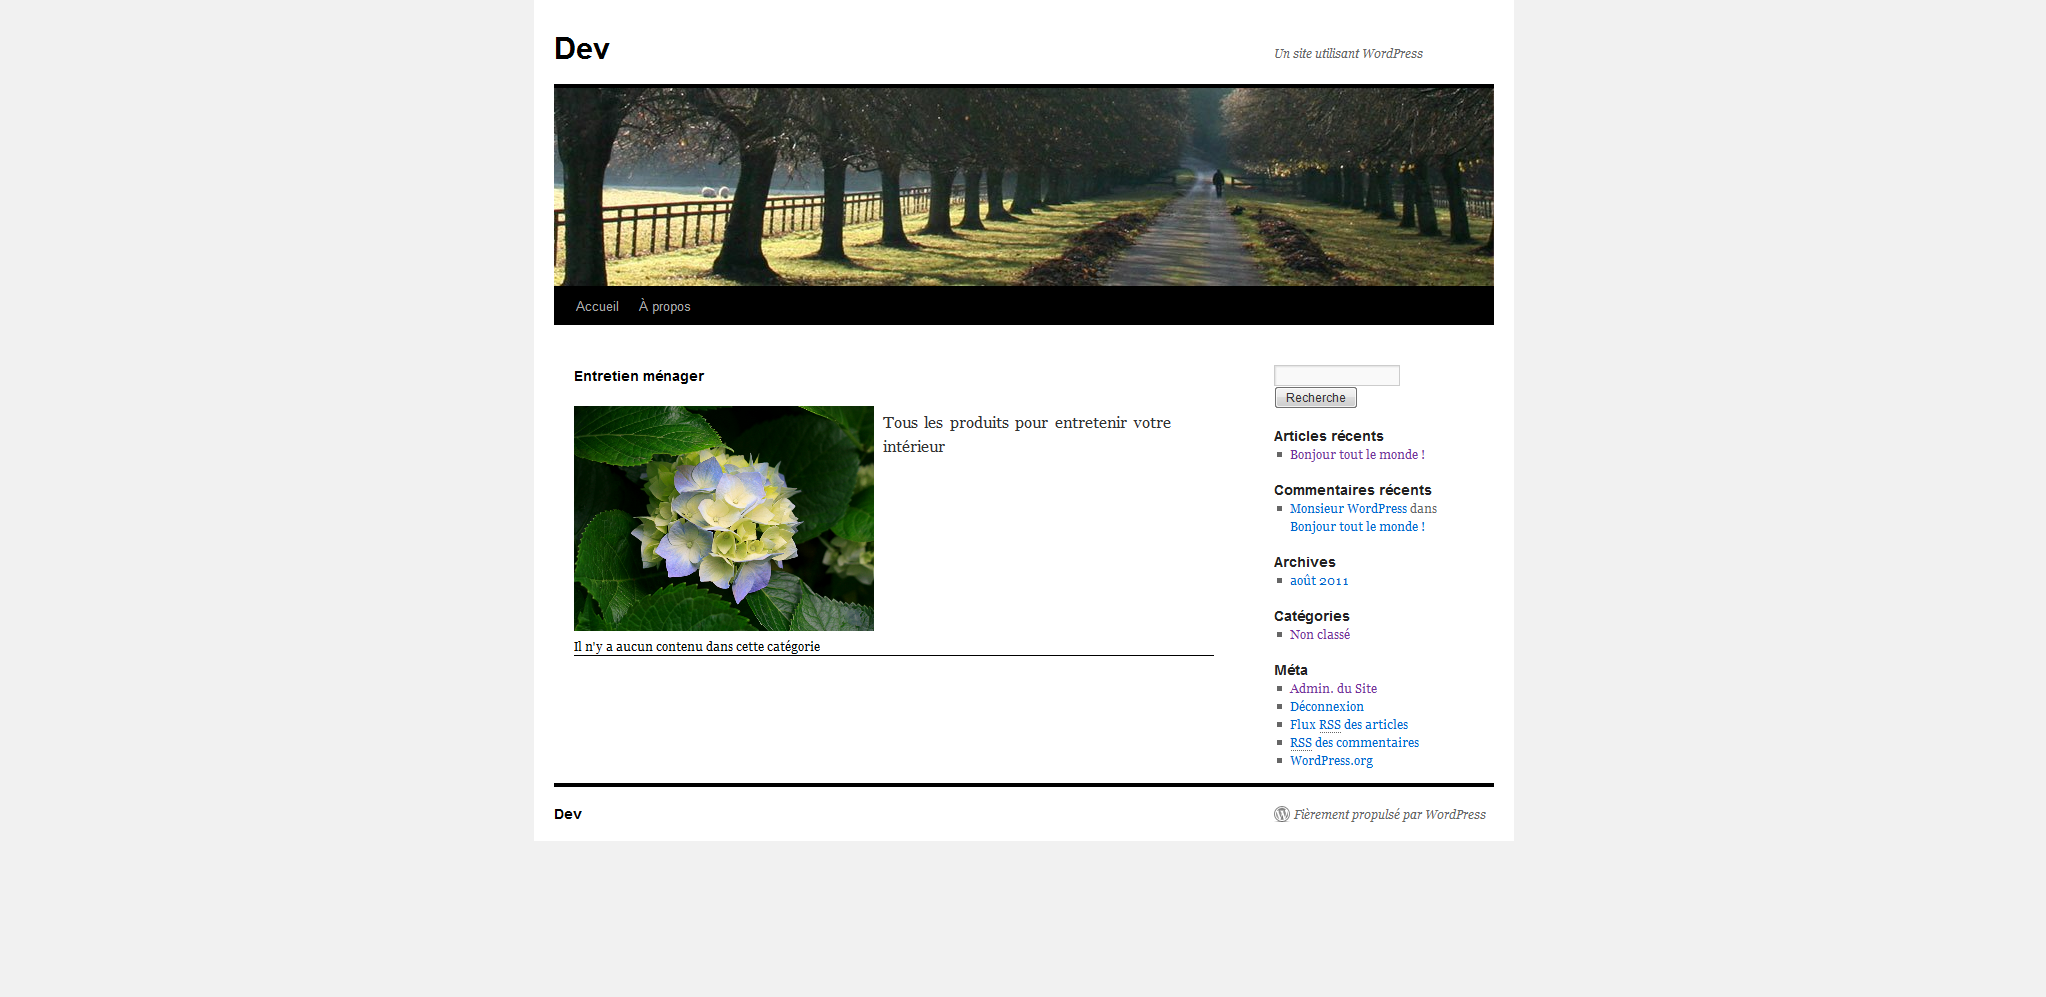 Dev
Un site utilisant WordPress
Accueil
À propos
Entretien ménager
Tous les produits pour entretenir votre
intérieur
Il n'y a aucun contenu dans cette catégorie
Recherche
Articles récents
Bonjour tout le monde !
Commentaires récents
Monsieur WordPress dans
Bonjour tout le monde !
Archives
août 2011
Catégories
Non classé
Méta
Admin. du Site
Déconnexion
Flux RSS des articles
RSS des commentaires
WordPress.org
Dev
Fièrement propulsé par WordPress